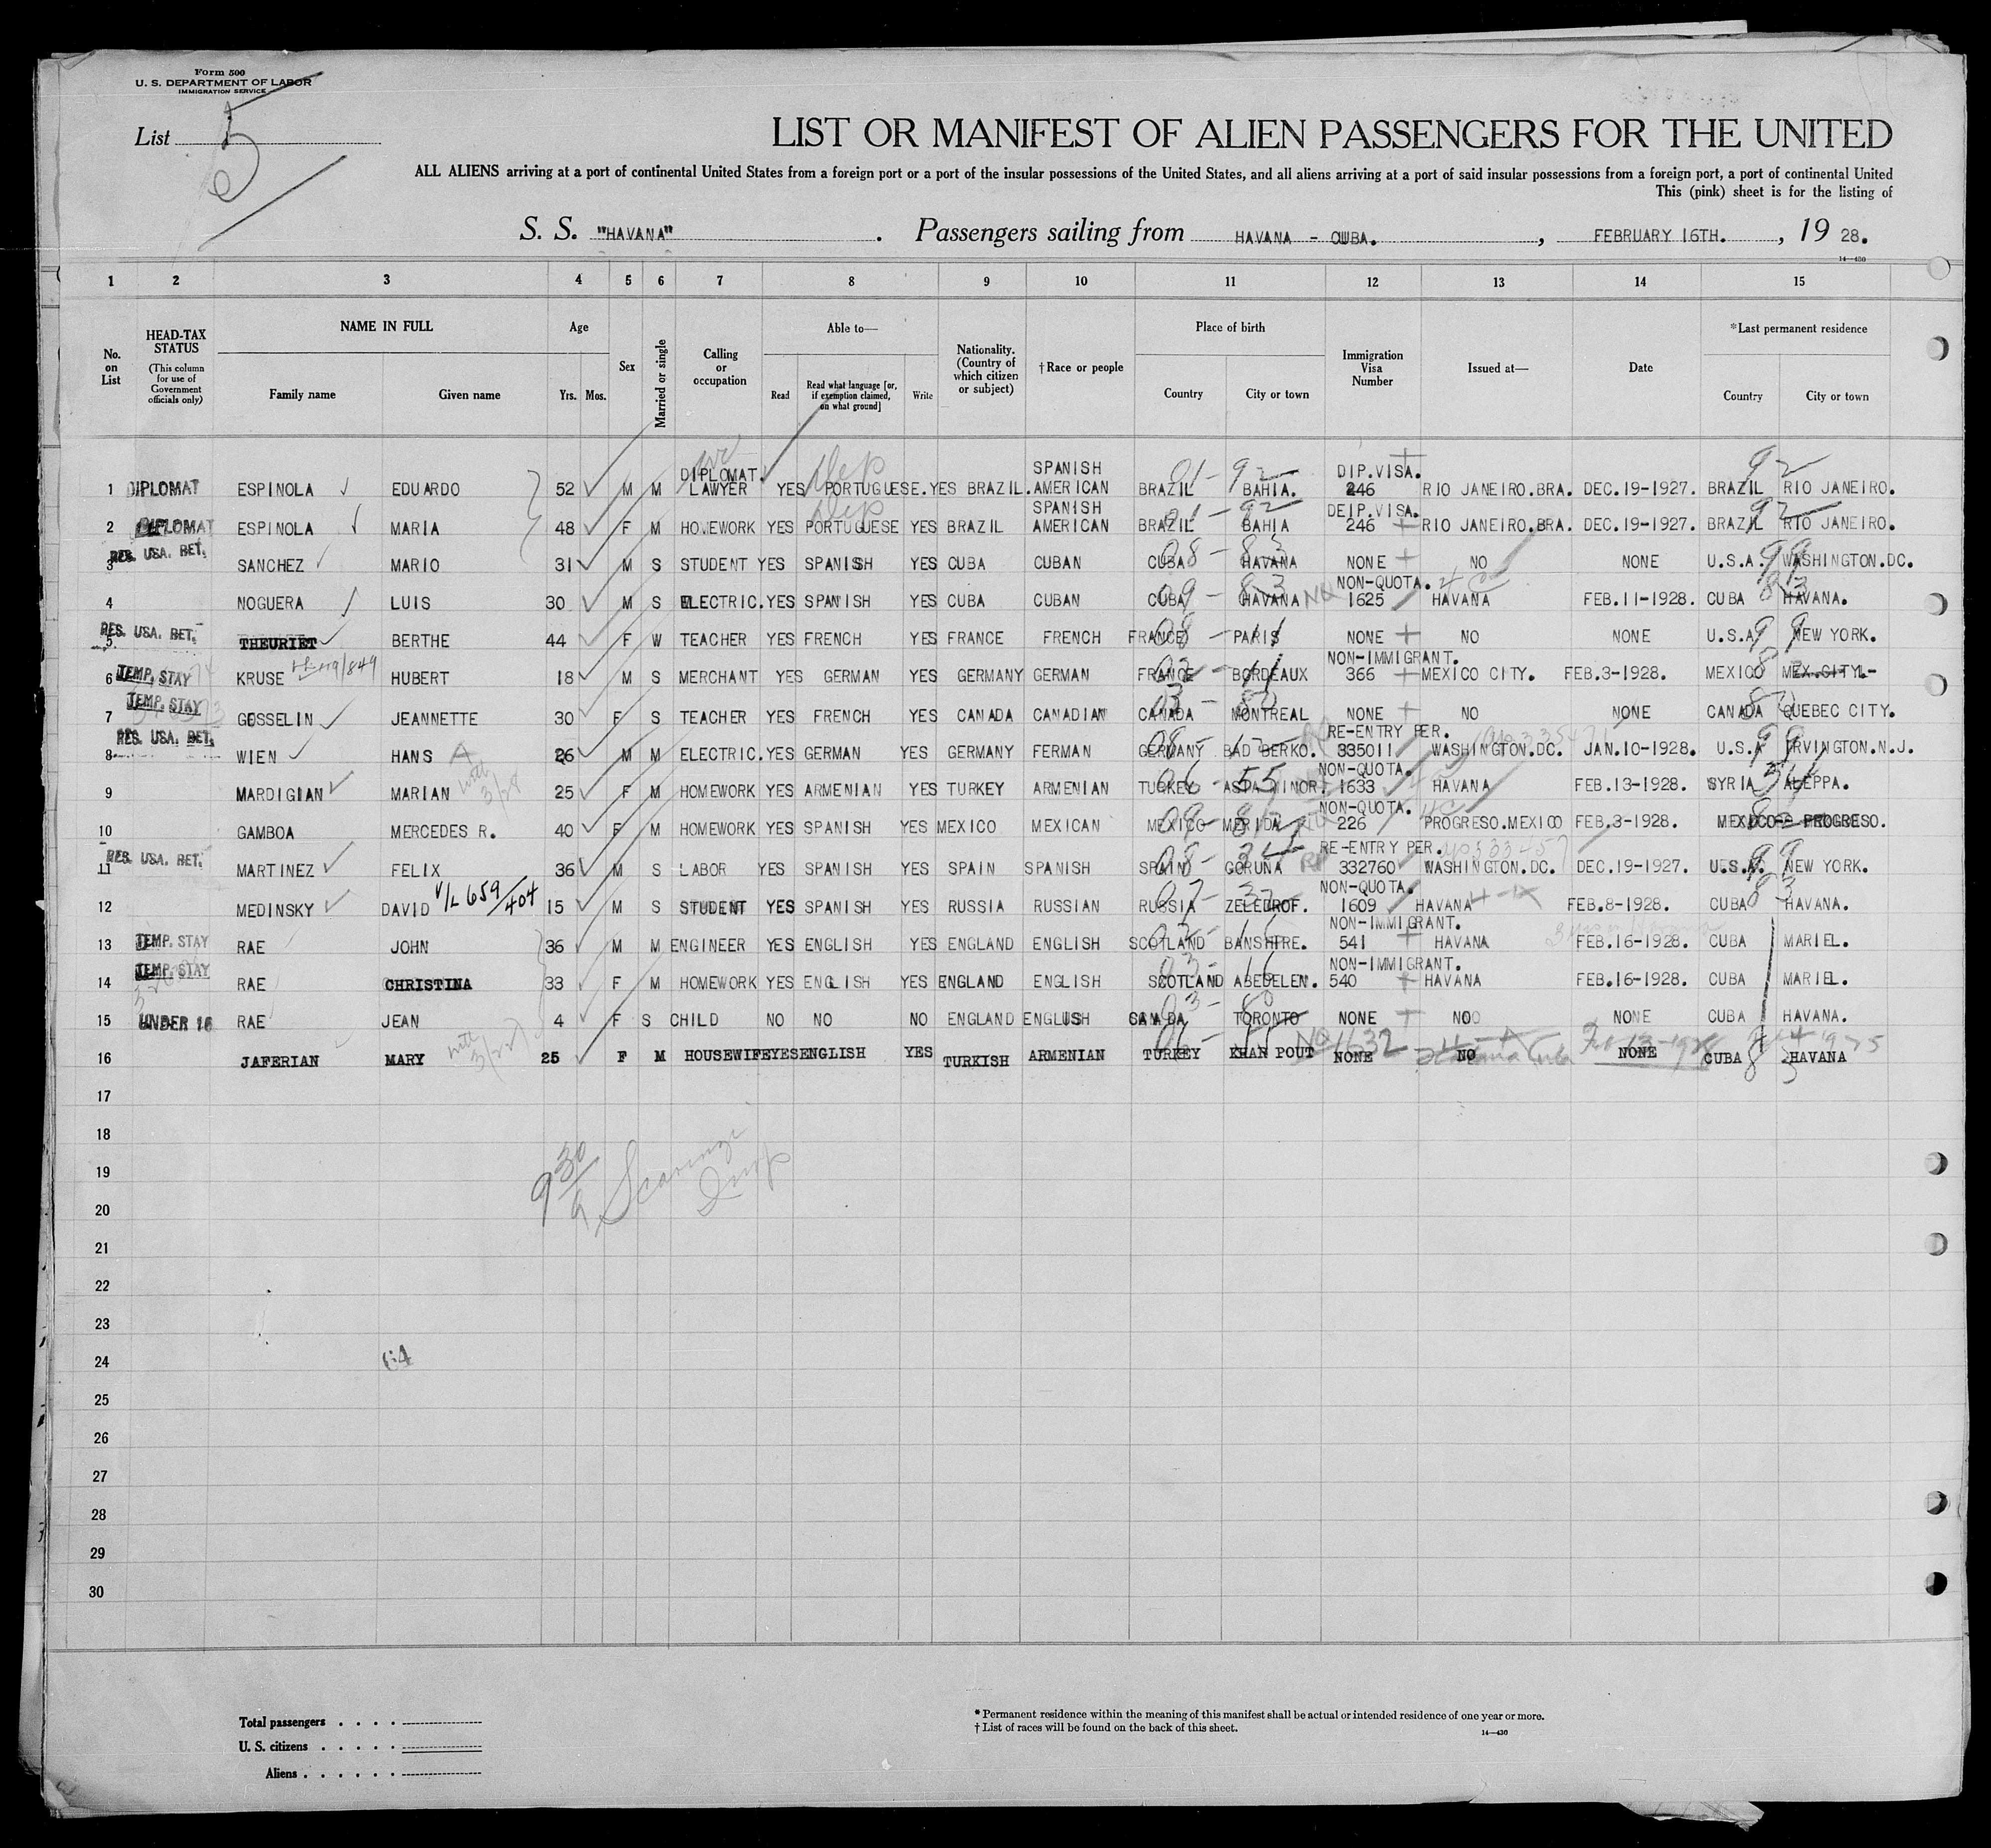 Form 500
U. S. DEPARTMENT OF LABOR
IMMIGRATION SERVICE
List 5
LIST OR MANIFEST OF ALIEN PASSENGERS FOR THE UNITED
ALL ALIENS arriving at a port of continental United States from a foreign port or a port of the insular possessions of the United States, and all aliens arriving at a port of said insular possessions from a foreign port, a port of continental United
This (pink) sheet is for the listing of
S. S. "HAVANA" . Passengers sailing from HAVANA - CUBA. , FEBRUARY 16TH. , 19 28.
14—430
1 2 3 4 5 6 7 8 9 10 11 12 13 14 15
No. on List
HEAD-TAX STATUS
(This column for use of Government officials only)
NAME IN FULL
Family name Given name
Age
Yrs. Mos.
Sex
Married or single
Calling or occupation
Able to—
Read Read what language [or, if exemption claimed, on what ground] Write
Nationality. (Country of which citizen or subject)
†Race or people
Place of birth
Country City or town
Immigration Visa Number
Issued at—
Date
*Last permanent residence
Country City or town
DIPLOMAT. SPANISH DIP.VISA.
1 DIPLOMAT ESPINOLA EDUARDO 52 M M LAWYER YES PORTUGUESE. YES BRAZIL. AMERICAN BRAZIL BAHIA. 246 RIO JANEIRO.BRA. DEC.19-1927. BRAZIL RIO JANEIRO.
SPANISH DEIP.VISA.
2 DIPLOMAT ESPINOLA MARIA 48 F M HOMEWORK YES PORTUGUESE YES BRAZIL AMERICAN BRAZIL BAHIA 246 RIO JANEIRO.BRA. DEC.19-1927. BRAZIL RIO JANEIRO.
RES. USA. RET.
3 SANCHEZ MARIO 31 M S STUDENT YES SPANISH YES CUBA CUBAN CUBA HAVANA NONE NO NONE U.S.A. WASHINGTON.DC.
NON-QUOTA.
4 NOGUERA LUIS 30 M S ELECTRIC. YES SPANISH YES CUBA CUBAN CUBA HAVANA 1625 HAVANA FEB.11-1928. CUBA HAVANA.
RES. USA. RET.
5 THEURIET BERTHE 44 F W TEACHER YES FRENCH YES FRANCE FRENCH FRANCE PARIS NONE NO NONE U.S.A NEW YORK.
NON-IMMIGRANT.
6 TEMP. STAY KRUSE HUBERT 18 M S MERCHANT YES GERMAN YES GERMANY GERMAN FRANCE BORDEAUX 366 MEXICO CITY. FEB.3-1928. MEXICO MEX.CITY.-
TEMP. STAY
7 GOSSELIN JEANNETTE 30 F S TEACHER YES FRENCH YES CANADA CANADIAN CANADA MONTREAL NONE NO NONE CANADA QUEBEC CITY.
RES. USA. RET. RE-ENTRY PER.
8 WIEN HANS 26 M M ELECTRIC. YES GERMAN YES GERMANY FERMAN GERMANY BAD BERKO. 335011 WASHINGTON.DC. JAN.10-1928. U.S.A IRVINGTON.N.J.
NON-QUOTA.
9 MARDIGIAN MARIAN 25 F M HOMEWORK YES ARMENIAN YES TURKEY ARMENIAN TURKEY ASIA MINOR. 1633 HAVANA FEB.13-1928. SYRIA ALEPPA.
NON-QUOTA.
10 GAMBOA MERCEDES R. 40 F M HOMEWORK YES SPANISH YES MEXICO MEXICAN MEXICO MERIDA 226 PROGRESO.MEXICO FEB.3-1928. MEXICO PROGRESO.
RES. USA. RET. RE-ENTRY PER.
11 MARTINEZ FELIX 36 M S LABOR YES SPANISH YES SPAIN SPANISH SPAIN CORUNA 332760 WASHINGTON.DC. DEC.19-1927. U.S.A. NEW YORK.
NON-QUOTA.
12 MEDINSKY DAVID V/L 659/404 15 M S STUDENT YES SPANISH YES RUSSIA RUSSIAN RUSSIA ZELEDROF. 1609 HAVANA FEB.8-1928. CUBA HAVANA.
NON-IMMIGRANT.
13 TEMP. STAY RAE JOHN 36 M M ENGINEER YES ENGLISH YES ENGLAND ENGLISH SCOTLAND BANSHIRE. 541 HAVANA FEB.16-1928. CUBA MARIEL.
NON-IMMIGRANT.
14 TEMP. STAY RAE CHRISTINA 33 F M HOMEWORK YES ENGLISH YES ENGLAND ENGLISH SCOTLAND ABEDELEN. 540 HAVANA FEB.16-1928. CUBA MARIEL.
15 UNDER 16 RAE JEAN 4 F S CHILD NO NO NO ENGLAND ENGLISH CANADA TORONTO NONE NO NONE CUBA HAVANA.
16 JAFERIAN MARY 25 F M HOUSEWIFE YES ENGLISH YES TURKISH ARMENIAN TURKEY KHAR POUT NONE NO NONE CUBA HAVANA
17
18
19
20
21
22
23
24
25
26
27
28
29
30
64
Total passengers . . . .
U. S. citizens . . . . .
Aliens . . . . . .
* Permanent residence within the meaning of this manifest shall be actual or intended residence of one year or more.
† List of races will be found on the back of this sheet.
14—430